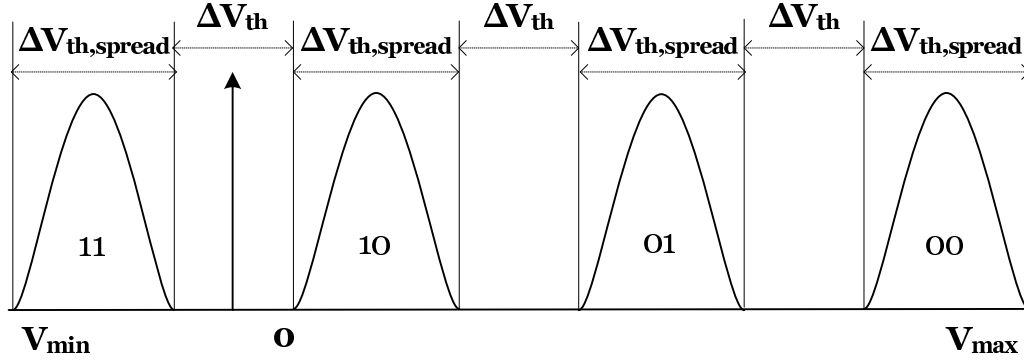 ΔVth ΔVth ΔVth
ΔVth,spread ΔVth,spread ΔVth,spread ΔVth,spread
11 10 01 00
Vmin 0 Vmax